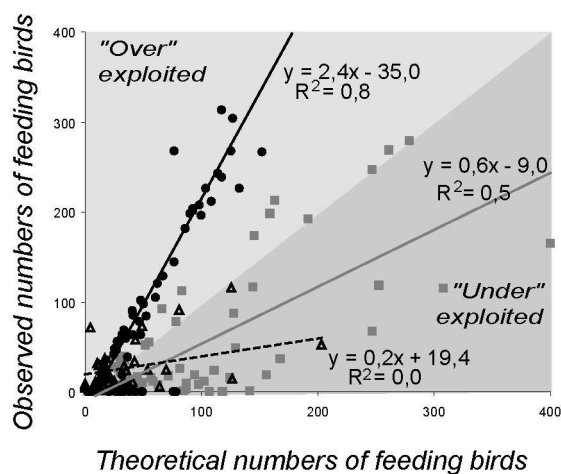 Observed numbers of feeding birds
400
300
200
100
0
"Over"
exploited
y = 2,4x - 35,0
R2= 0,8
y = 0,6x - 9,0
R2= 0,5
"Under"
exploited
y = 0,2x + 19,4
R2= 0,0
0
100
200
300
400
Theoretical numbers of feeding birds